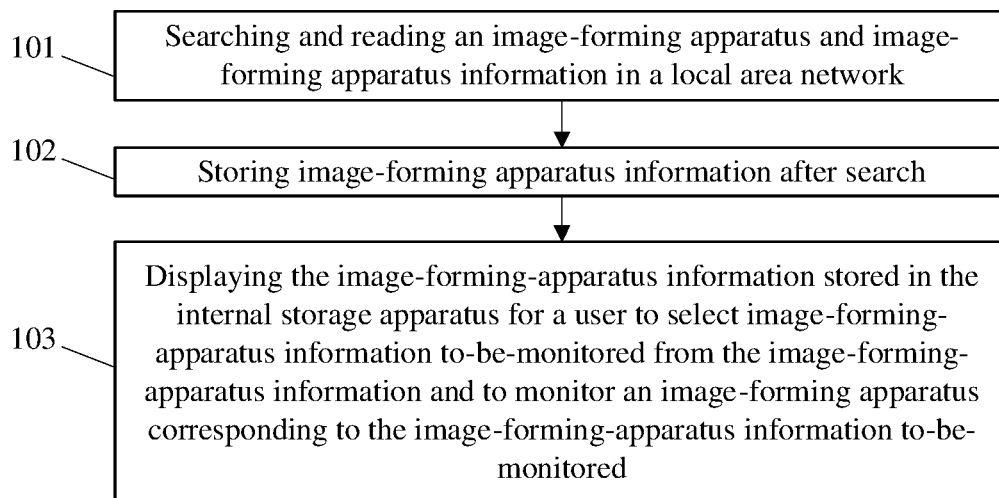 101
Searching and reading an image-forming apparatus and image-
forming apparatus information in a local area network
102
Storing image-forming apparatus information after search
103
Displaying the image-forming-apparatus information stored in the
internal storage apparatus for a user to select image-forming-
apparatus information to-be-monitored from the image-forming-
apparatus information and to monitor an image-forming apparatus
corresponding to the image-forming-apparatus information to-be-
monitored